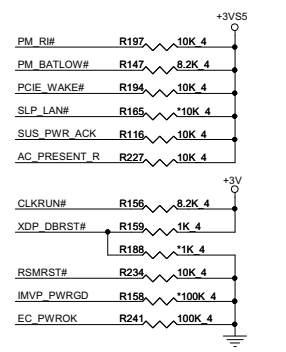 +3VS5
PM_RI# R197 10K_4
PM_BATLOW# R147 8.2K_4
PCIE_WAKE# R194 10K_4
SLP_LAN# R165 *10K_4
SUS_PWR_ACK R116 10K_4
AC_PRESENT_R R227 10K_4
+3V
CLKRUN# R156 8.2K_4
XDP_DBRST# R159 1K_4
R188 *1K_4
RSMRST# R234 10K_4
IMVP_PWRGD R158 *100K_4
EC_PWROK R241 100K_4